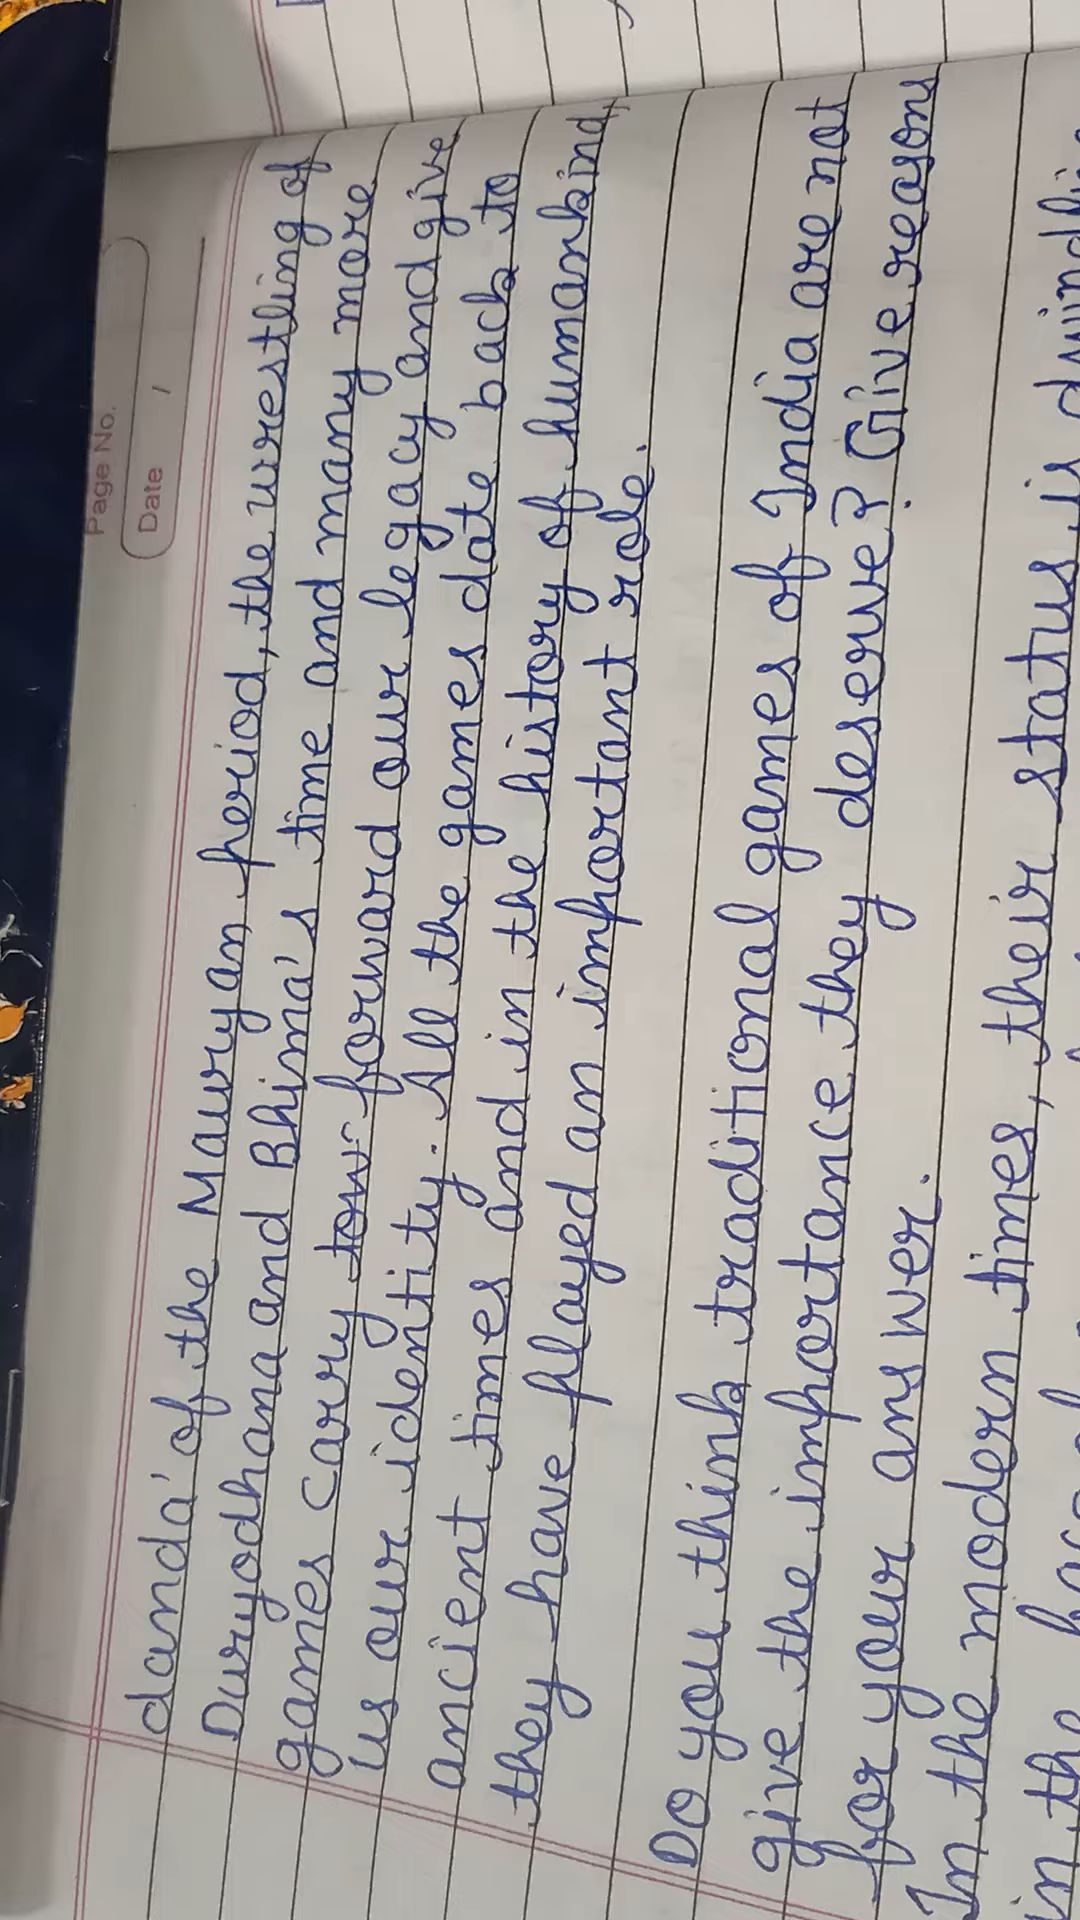 Page No.
Date /
danda' of the Mauryan period, the wrestling of
Duryodhana and Bhima's time and many more
games carry tow forward our legacy and give
us our identity. All the games date back to
ancient times and in the history of humankind,
they have played an important role.
Do you think traditional games of India are not
give the importance they deserve? Give reasons
for your answer.
In the modern times, their status is dwindling
in the